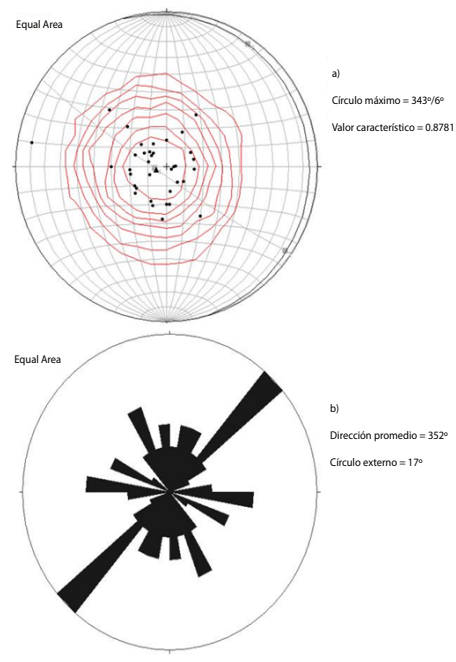 Equal Area
a)
Círculo máximo = 343º/6º
Valor característico = 0.8781
Equal Area
b)
Dirección promedio = 352º
Círculo externo = 17º